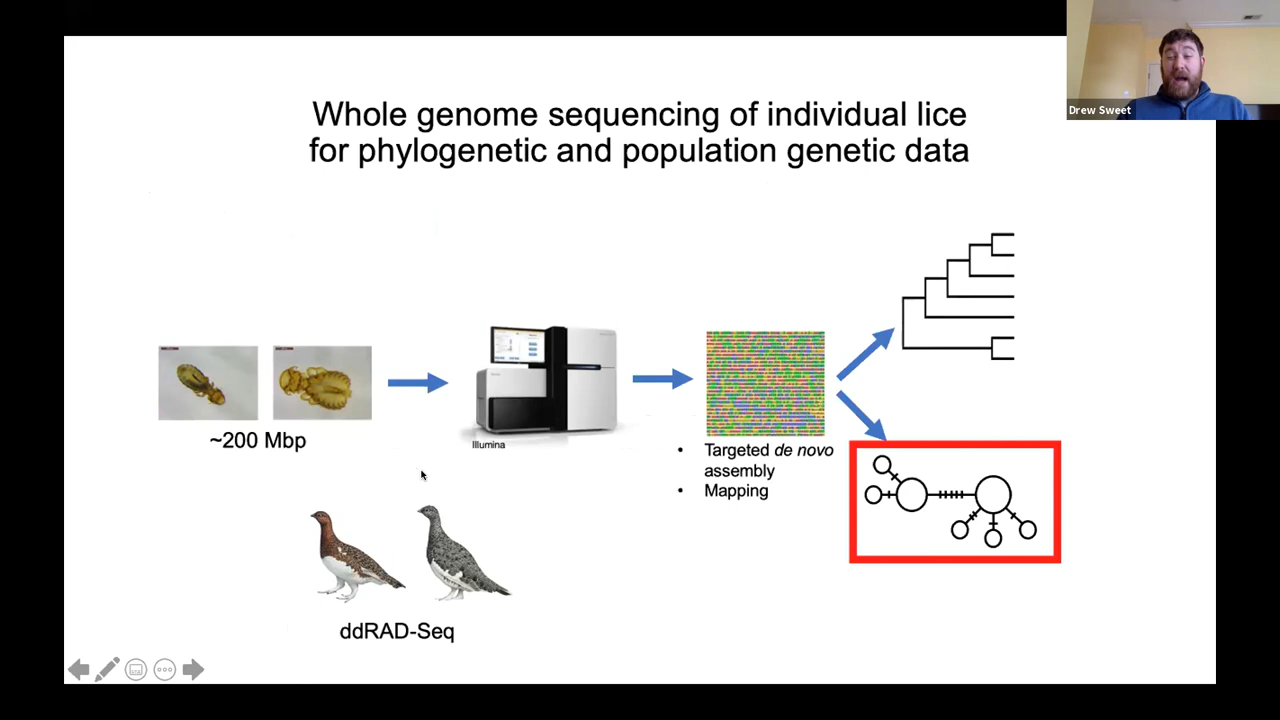 Drew Sweet
Whole genome sequencing of individual lice
for phylogenetic and population genetic data
~200 Mbp
Illumina
• Targeted de novo
assembly
• Mapping
ddRAD-Seq